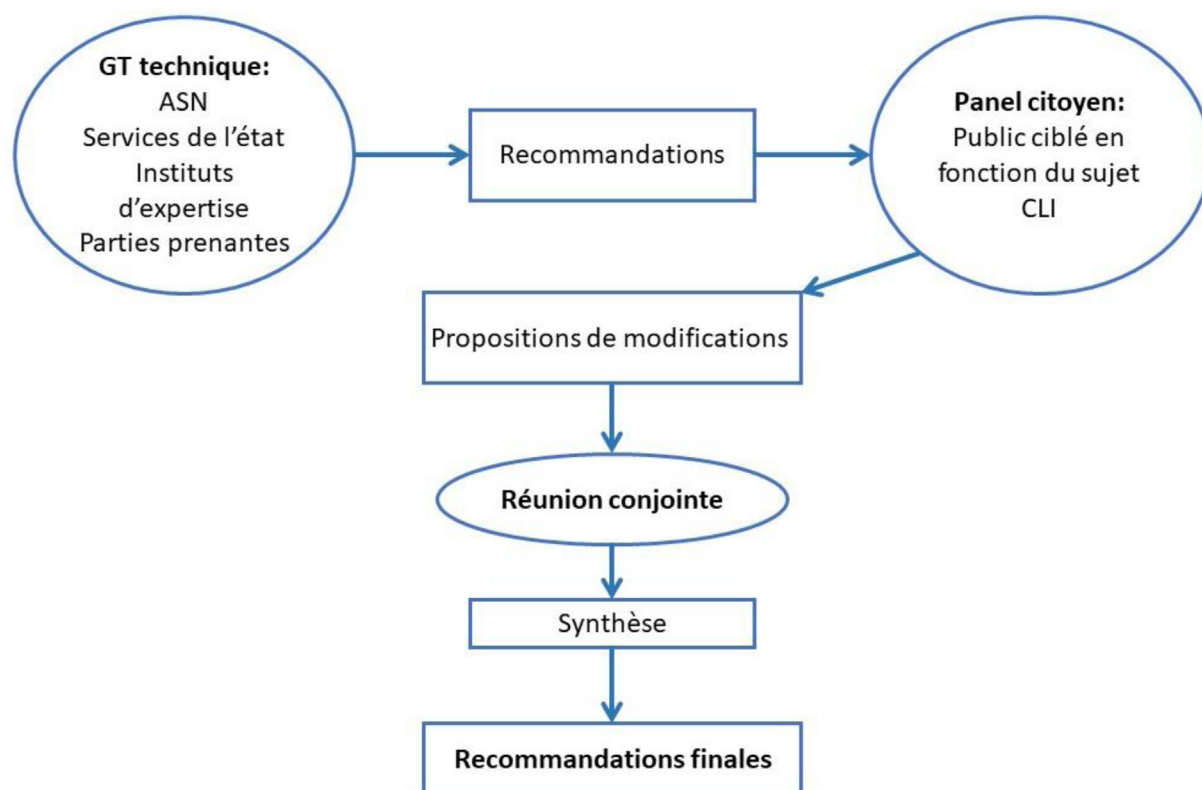 GT technique:
ASN
Services de l'état
Instituts
d'expertise
Parties prenantes
Recommandations
Panel citoyen:
Public ciblé en
fonction du sujet
CLI
Propositions de modifications
Réunion conjointe
Synthèse
Recommandations finales